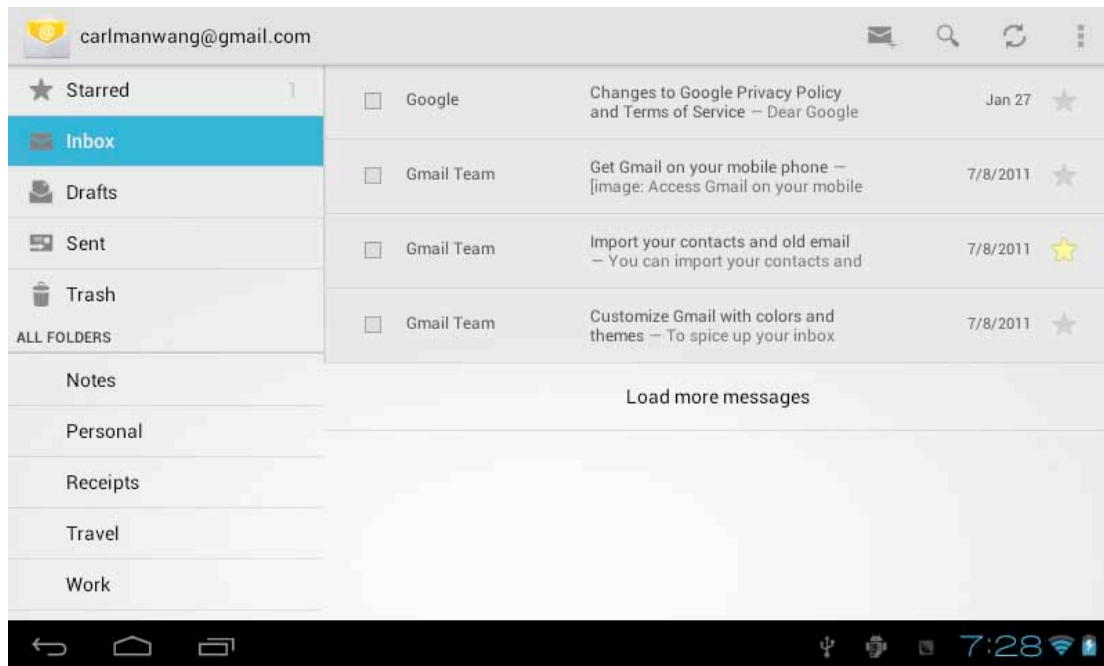 carlmanwang@gmail.com
Starred 1
Inbox
Drafts
Sent
Trash
ALL FOLDERS
Notes
Personal
Receipts
Travel
Work
Google
Changes to Google Privacy Policy
and Terms of Service — Dear Google
Jan 27
Gmail Team
Get Gmail on your mobile phone —
[image: Access Gmail on your mobile
7/8/2011
Gmail Team
Import your contacts and old email
— You can import your contacts and
7/8/2011
Gmail Team
Customize Gmail with colors and
themes — To spice up your inbox
7/8/2011
Load more messages
7:28